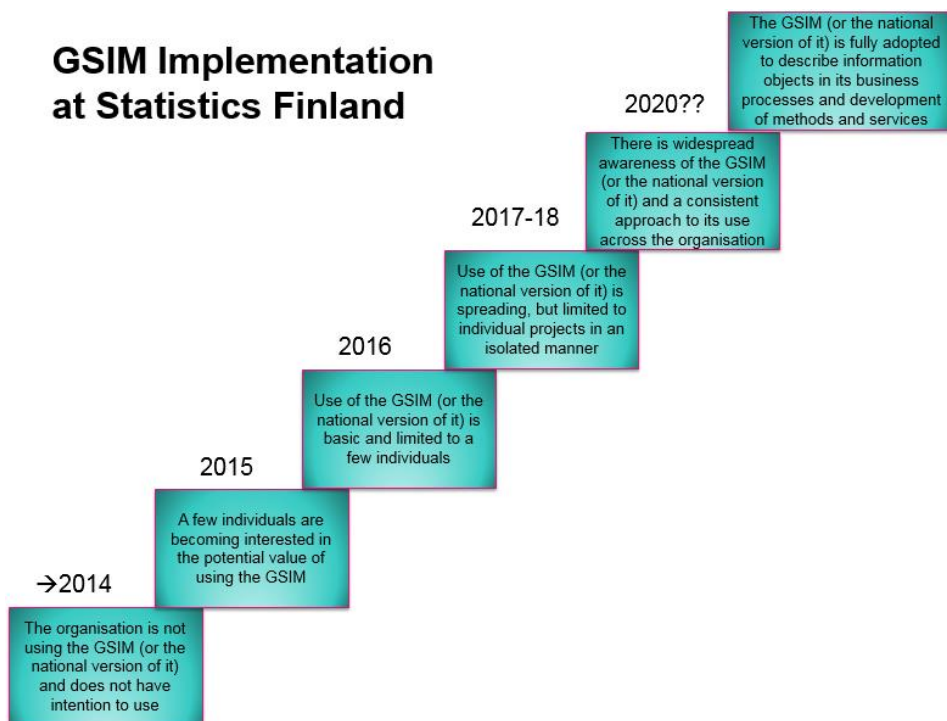 GSIM Implementation
at Statistics Finland
The GSIM (or the national
version of it) is fully adopted
to describe information
objects in its business
processes and development
of methods and services
2020??
There is widespread
awareness of the GSIM
(or the national version
of it) and a consistent
approach to its use
across the organisation
2017-18
Use of the GSIM (or the
national version of it) is
spreading, but limited to
individual projects in an
isolated manner
2016
Use of the GSIM (or the
national version of it) is
basic and limited to a
few individuals
2015
A few individuals are
becoming interested in
the potential value of
using the GSIM
→2014
The organisation is not
using the GSIM (or the
national version of it)
and does not have
intention to use